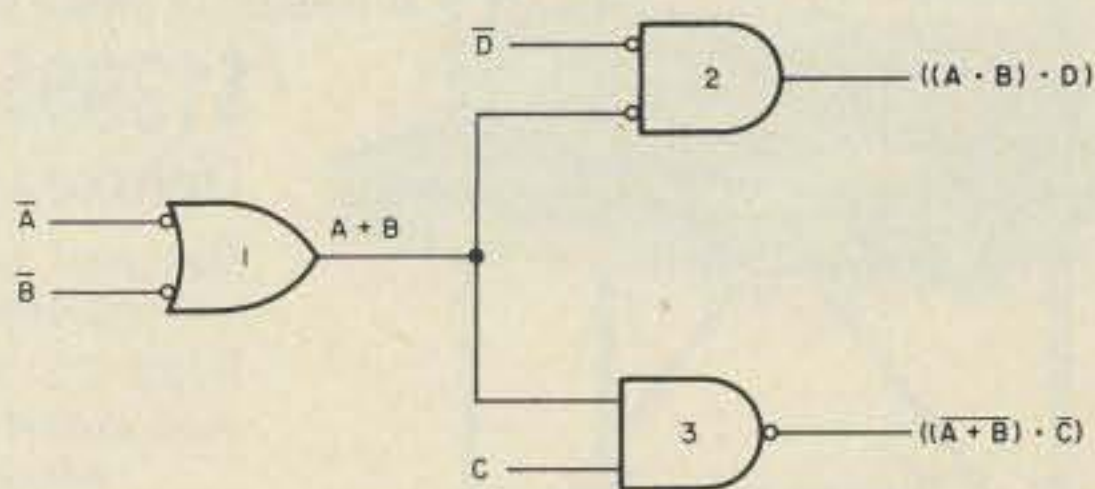 D̅
2
((A · B) · D)
A̅
1
A + B
B̅
3
((A̅ ̅+̅ ̅B̅) · C̅)
C